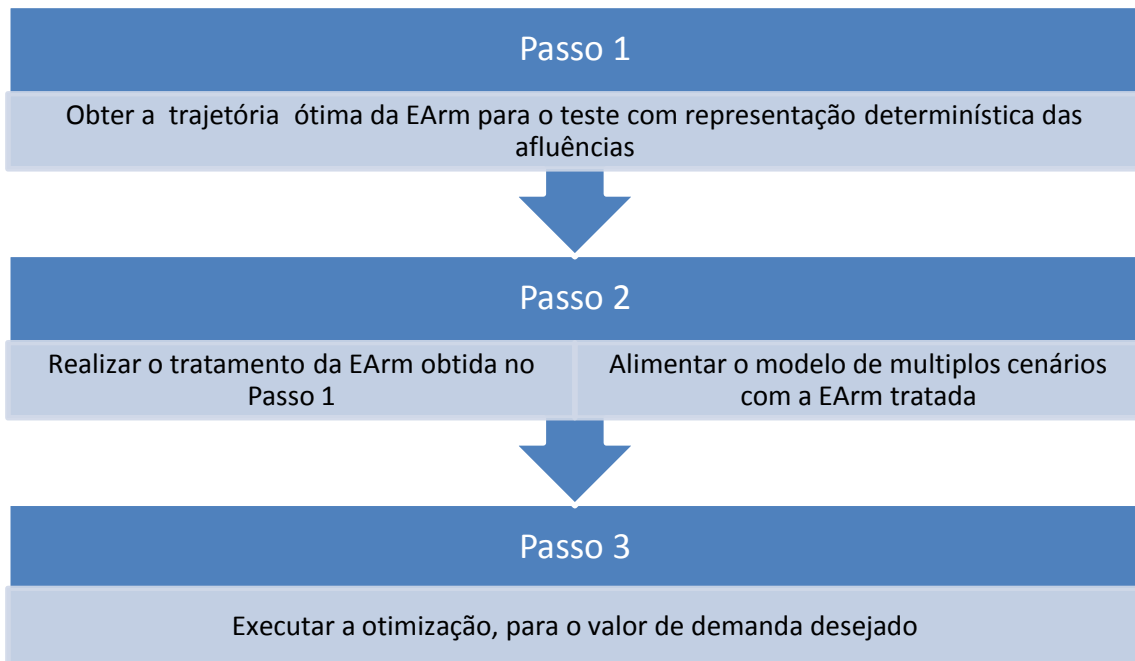 Passo 1
Obter a trajetória ótima da EArm para o teste com representação determinística das
afluências
Passo 2
Realizar o tratamento da EArm obtida no
Passo 1
Alimentar o modelo de multiplos cenários
com a EArm tratada
Passo 3
Executar a otimização, para o valor de demanda desejado